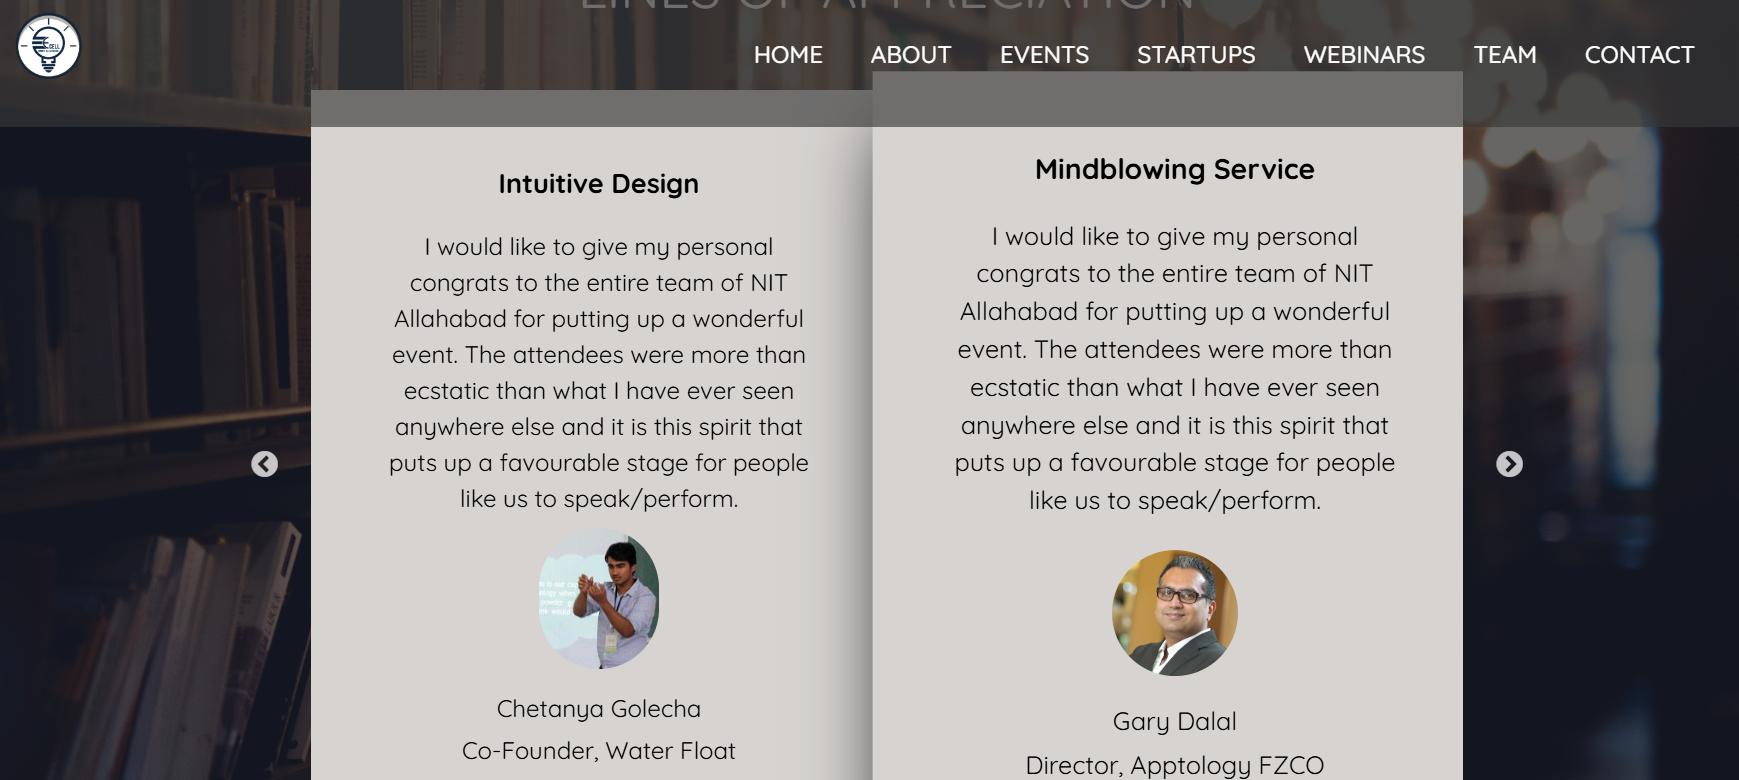 LINES OF APPRECIATION
CELL
HOME ABOUT EVENTS STARTUPS WEBINARS TEAM CONTACT
Intuitive Design
I would like to give my personal
congrats to the entire team of NIT
Allahabad for putting up a wonderful
event. The attendees were more than
ecstatic than what I have ever seen
anywhere else and it is this spirit that
puts up a favourable stage for people
like us to speak/perform.
Chetanya Golecha
Co-Founder, Water Float
Mindblowing Service
I would like to give my personal
congrats to the entire team of NIT
Allahabad for putting up a wonderful
event. The attendees were more than
ecstatic than what I have ever seen
anywhere else and it is this spirit that
puts up a favourable stage for people
like us to speak/perform.
Gary Dalal
Director, Apptology FZCO